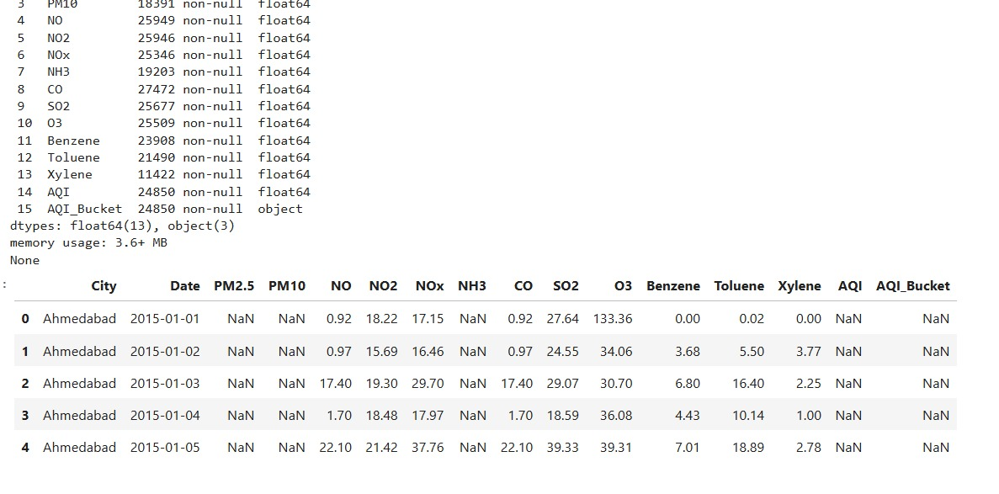 3 PM10 18391 non-null float64
4 NO 25949 non-null float64
5 NO2 25946 non-null float64
6 NOx 25346 non-null float64
7 NH3 19203 non-null float64
8 CO 27472 non-null float64
9 SO2 25677 non-null float64
10 O3 25509 non-null float64
11 Benzene 23908 non-null float64
12 Toluene 21490 non-null float64
13 Xylene 11422 non-null float64
14 AQI 24850 non-null float64
15 AQI_Bucket 24850 non-null object
dtypes: float64(13), object(3)
memory usage: 3.6+ MB
None
:
City Date PM2.5 PM10 NO NO2 NOx NH3 CO SO2 O3 Benzene Toluene Xylene AQI AQI_Bucket
0 Ahmedabad 2015-01-01 NaN NaN 0.92 18.22 17.15 NaN 0.92 27.64 133.36 0.00 0.02 0.00 NaN NaN
1 Ahmedabad 2015-01-02 NaN NaN 0.97 15.69 16.46 NaN 0.97 24.55 34.06 3.68 5.50 3.77 NaN NaN
2 Ahmedabad 2015-01-03 NaN NaN 17.40 19.30 29.70 NaN 17.40 29.07 30.70 6.80 16.40 2.25 NaN NaN
3 Ahmedabad 2015-01-04 NaN NaN 1.70 18.48 17.97 NaN 1.70 18.59 36.08 4.43 10.14 1.00 NaN NaN
4 Ahmedabad 2015-01-05 NaN NaN 22.10 21.42 37.76 NaN 22.10 39.33 39.31 7.01 18.89 2.78 NaN NaN